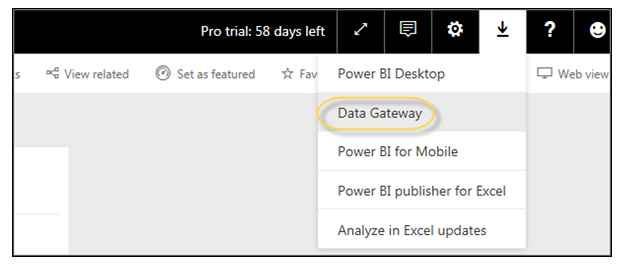 Pro trial: 58 days left
s View related Set as featured Fav Web view
Power BI Desktop
Data Gateway
Power BI for Mobile
Power BI publisher for Excel
Analyze in Excel updates